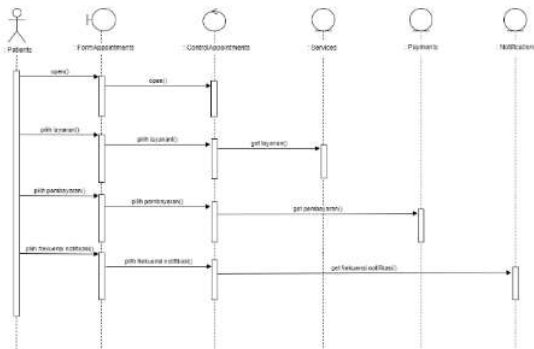 : Patients
: FormAppointments
: ControlAppointments
: Services
: Payments
: Notification
open()
open()
pilih layanan()
pilih layanan()
get layanan()
pilih pembayaran()
pilih pembayaran()
get pembayaran()
pilih frekuensi notifikasi()
pilih frekuensi notifikasi()
get frekuensi notifikasi()